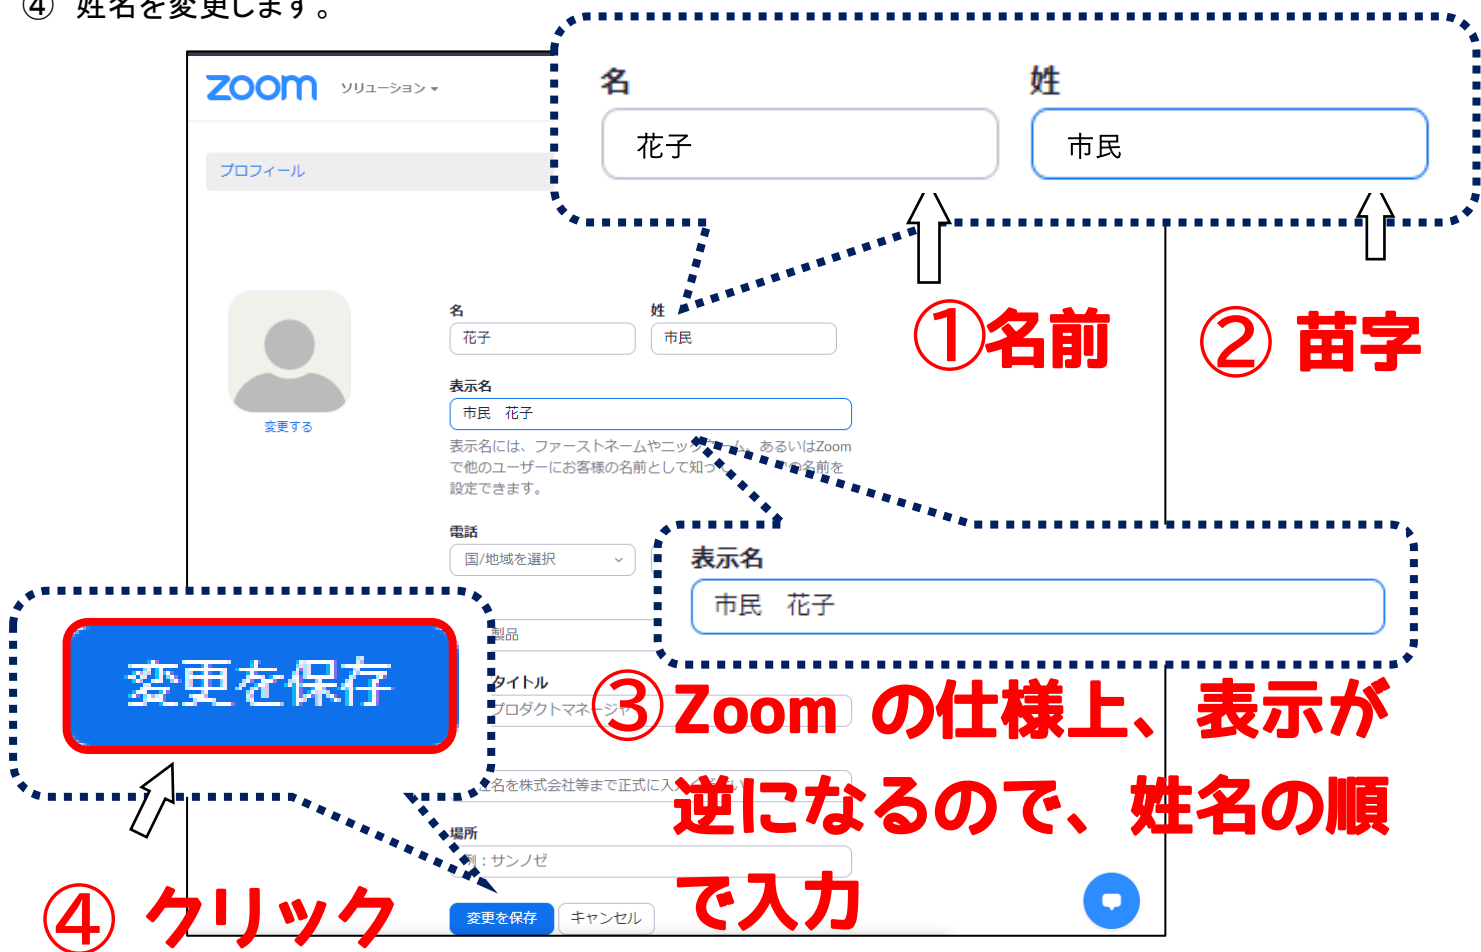 ④ 姓名を変更します。
zoom ソリューション
プロフィール
名 姓
花子 市民
①名前 ② 苗字
変更する
名 姓
花子 市民
表示名
市民 花子
表示名には、ファーストネームやニックネーム、あるいはZoom
で他のユーザーにお客様の名前として知って の名前を
設定できます。
電話
国/地域を選択
表示名
市民 花子
製品
変更を保存
タイトル
プロダクトマネージャ
③ Zoom の仕様上、表示が
逆になるので、姓名の順
で入力
名を株式会社等まで正式に入
場所
例：サンノゼ
変更を保存 キャンセル
④ クリック